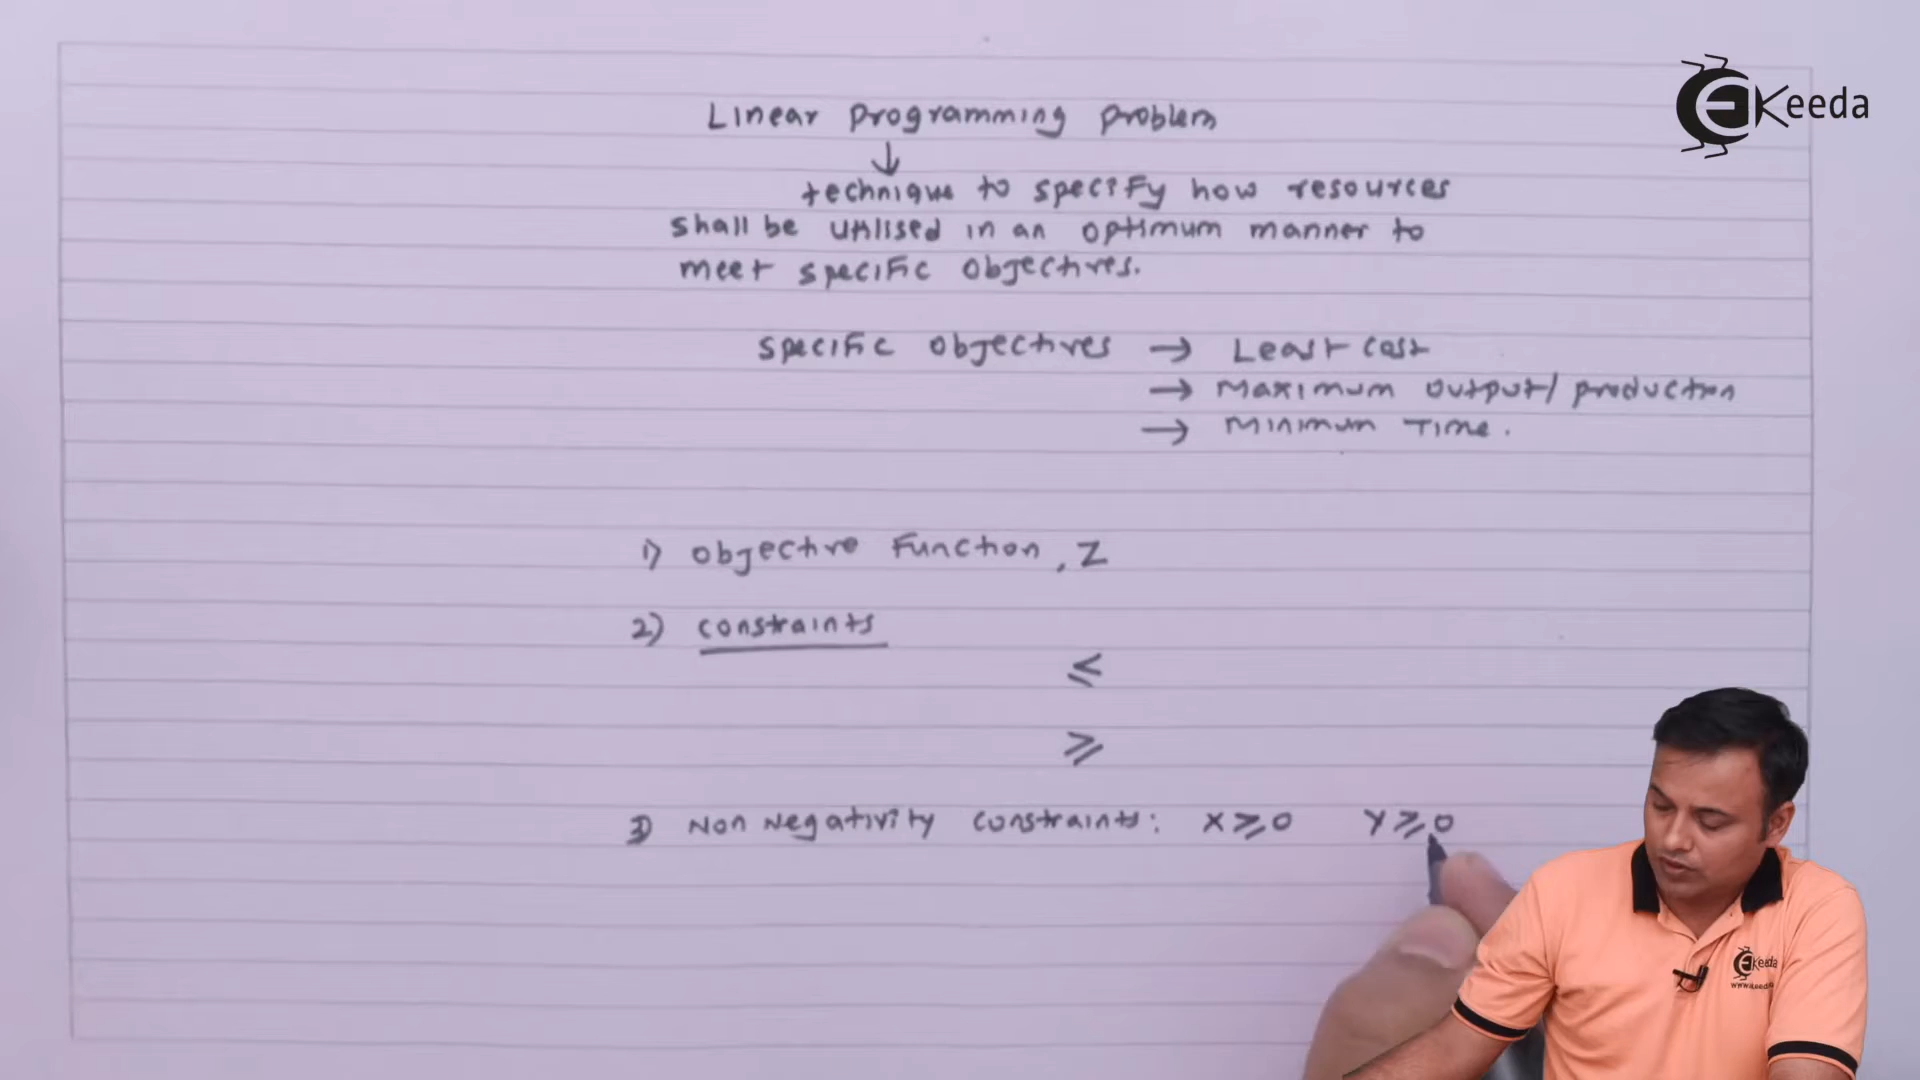 Linear programming problem
↓
technique to specify how resources
shall be utilised in an optimum manner to
meet specific objectives.
specific objectives → Least cost
→ Maximum output/production
→ Minimum Time.
1) objective Function, Z
2) constraints
≤
≥
3) Non Negativity constraints: X≥0 Y≥0
Keeda
Keeda